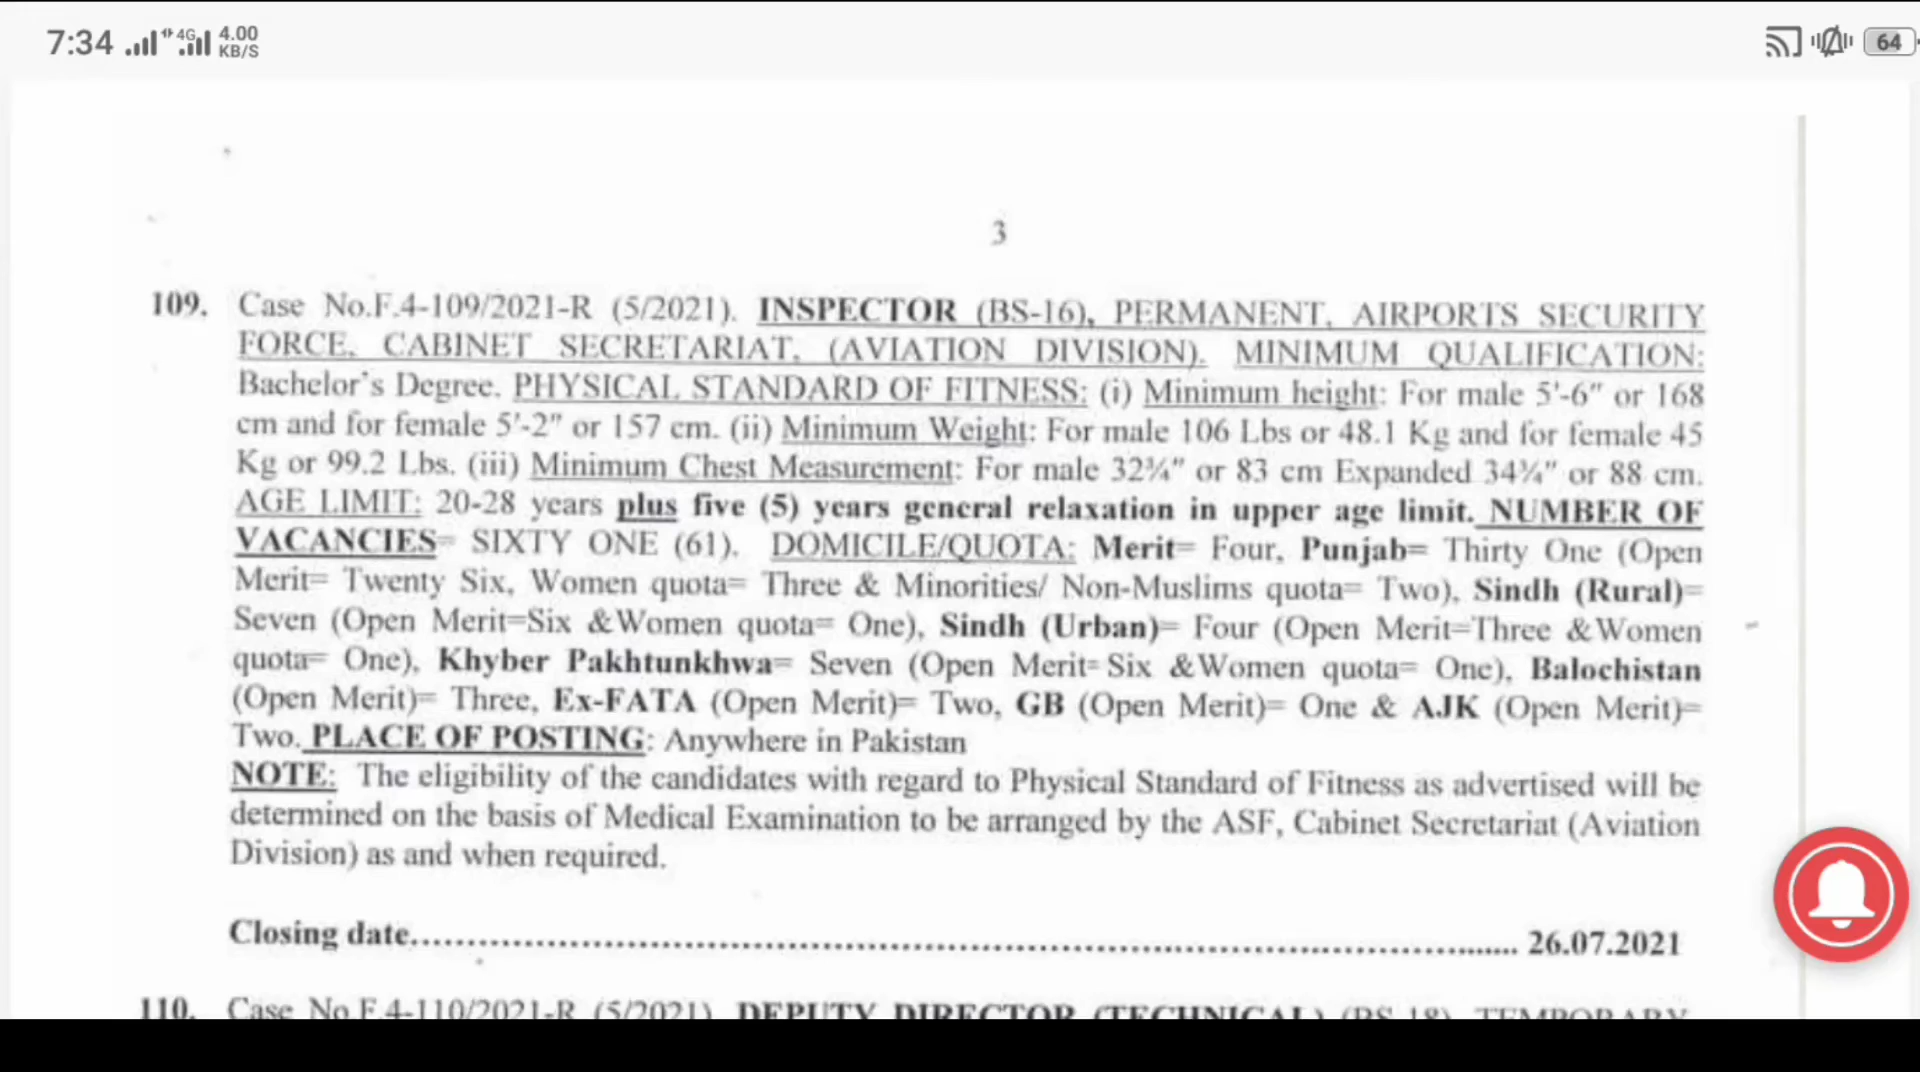 7:34 4G 4.00 KB/S 64
3
109. Case No.F.4-109/2021-R (5/2021). INSPECTOR (BS-16), PERMANENT, AIRPORTS SECURITY
FORCE, CABINET SECRETARIAT, (AVIATION DIVISION). MINIMUM QUALIFICATION:
Bachelor's Degree. PHYSICAL STANDARD OF FITNESS: (i) Minimum height: For male 5'-6" or 168
cm and for female 5'-2" or 157 cm. (ii) Minimum Weight: For male 106 Lbs or 48.1 Kg and for female 45
Kg or 99.2 Lbs. (iii) Minimum Chest Measurement: For male 32¾" or 83 cm Expanded 34¾" or 88 cm.
AGE LIMIT: 20-28 years plus five (5) years general relaxation in upper age limit. NUMBER OF
VACANCIES= SIXTY ONE (61). DOMICILE/QUOTA: Merit= Four, Punjab= Thirty One (Open
Merit= Twenty Six, Women quota= Three & Minorities/ Non-Muslims quota= Two), Sindh (Rural)=
Seven (Open Merit=Six &Women quota= One), Sindh (Urban)= Four (Open Merit=Three &Women
quota= One), Khyber Pakhtunkhwa= Seven (Open Merit= Six &Women quota= One), Balochistan
(Open Merit)= Three, Ex-FATA (Open Merit)= Two, GB (Open Merit)= One & AJK (Open Merit)=
Two. PLACE OF POSTING: Anywhere in Pakistan
NOTE: The eligibility of the candidates with regard to Physical Standard of Fitness as advertised will be
determined on the basis of Medical Examination to be arranged by the ASF, Cabinet Secretariat (Aviation
Division) as and when required.
Closing date.................................................................................................... 26.07.2021
110. Case No.F.4-110/2021-R (5/2021). DEPUTY DIRECTOR (TECHNICAL) (BS-18), TEMPORARY